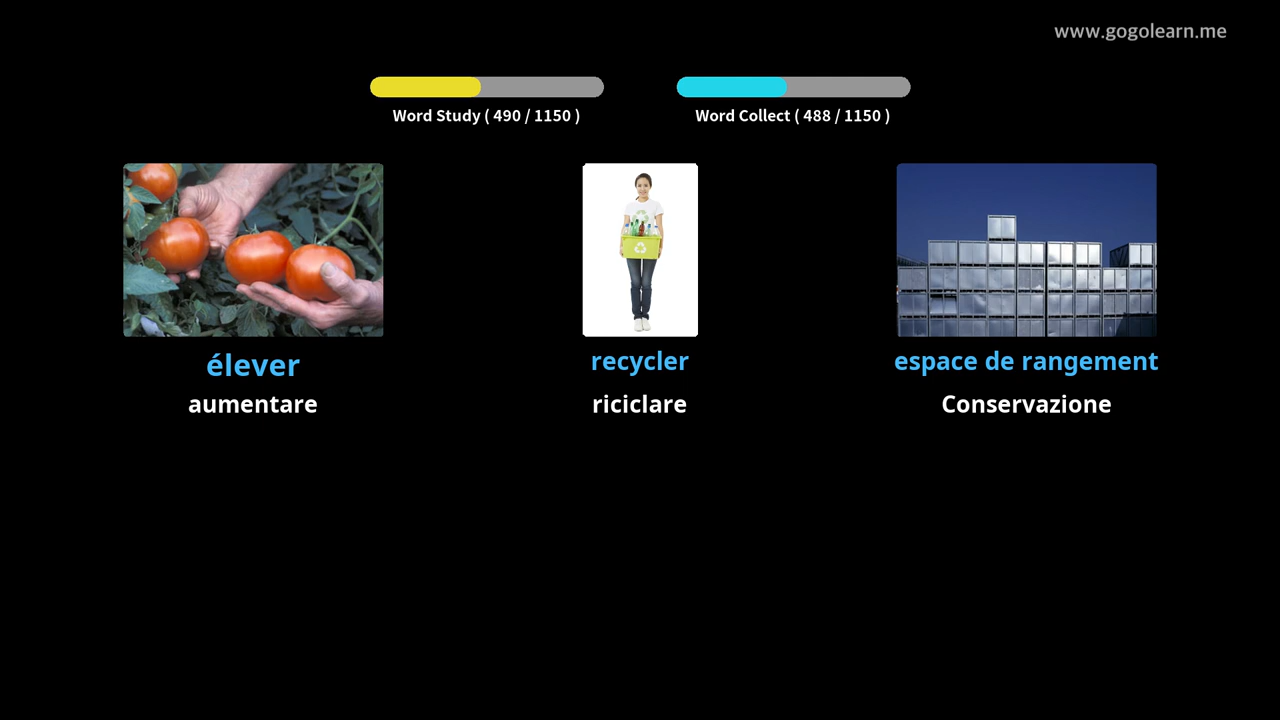 www.gogolearn.me
Word Study ( 490 / 1150 )
Word Collect ( 488 / 1150 )
élever
recycler
espace de rangement
aumentare
riciclare
Conservazione